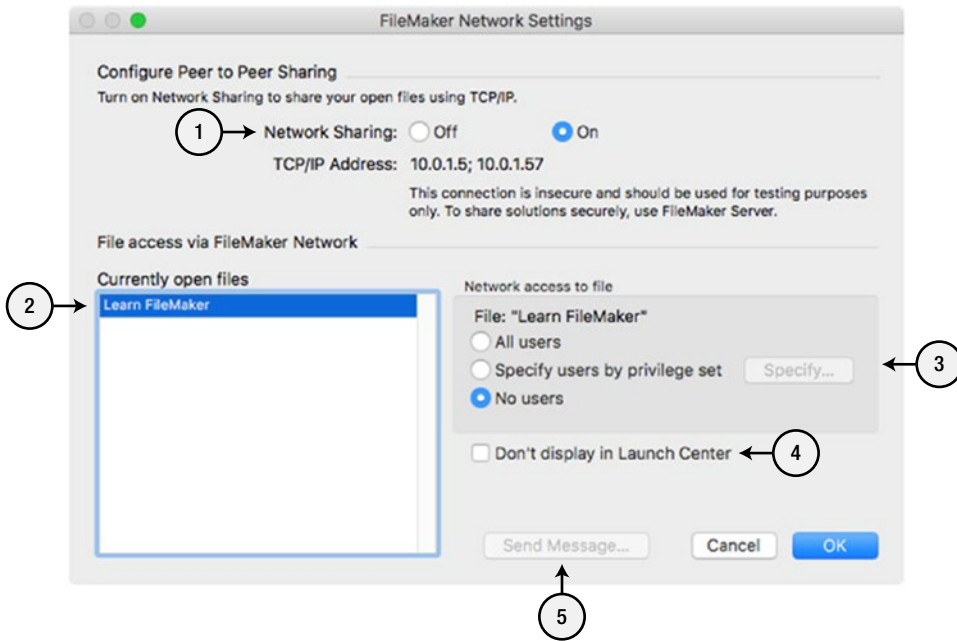 FileMaker Network Settings
Configure Peer to Peer Sharing
Turn on Network Sharing to share your open files using TCP/IP.
1 Network Sharing: Off On
TCP/IP Address: 10.0.1.5; 10.0.1.57
This connection is insecure and should be used for testing purposes
only. To share solutions securely, use FileMaker Server.
File access via FileMaker Network
Currently open files
2 Learn FileMaker
Network access to file
File: "Learn FileMaker"
All users
Specify users by privilege set Specify... 3
No users
Don't display in Launch Center 4
Send Message... Cancel OK
5